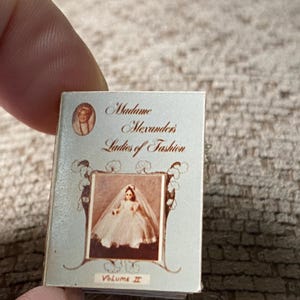 Madame
Alexander's
Ladies of Fashion
VOLUME II